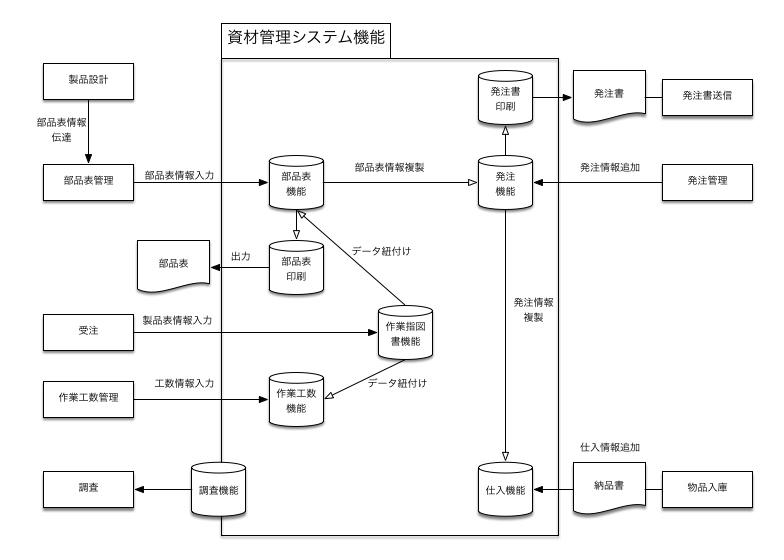 資材管理システム機能
製品設計
発注書
印刷
発注書
発注書送信
部品表情報
伝達
部品表管理
部品表情報入力
部品表
機能
部品表情報複製
発注
機能
発注情報追加
発注管理
部品表
出力
部品表
印刷
データ紐付け
発注情報
複製
受注
製品表情報入力
作業指図
書機能
作業工数管理
工数情報入力
作業工数
機能
データ紐付け
仕入情報追加
調査
調査機能
仕入機能
納品書
物品入庫